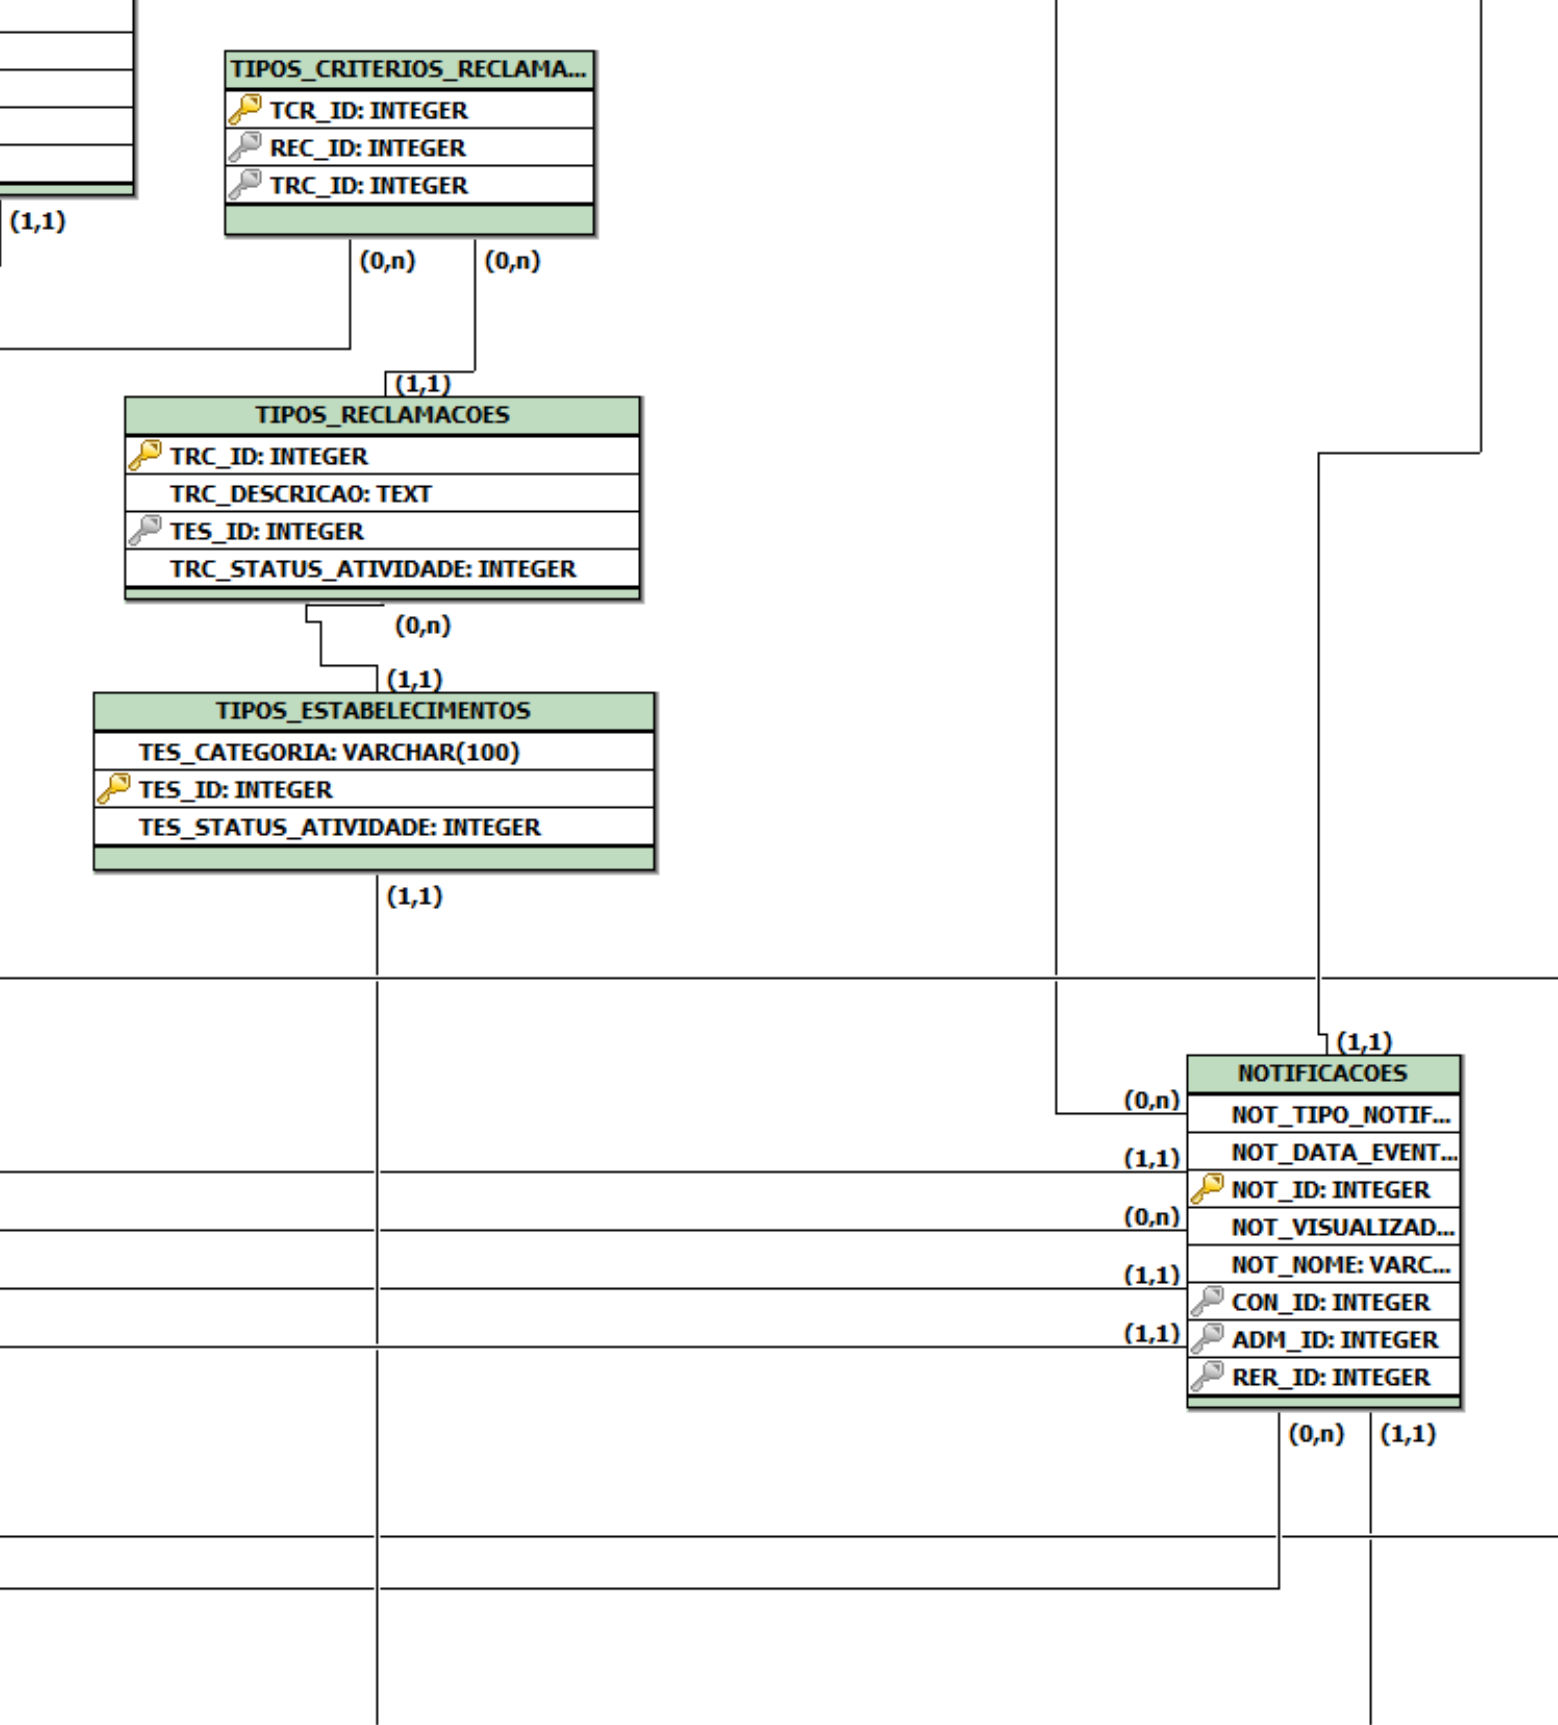 TIPOS_CRITERIOS_RECLAMA...
TCR_ID: INTEGER
REC_ID: INTEGER
TRC_ID: INTEGER
(1,1)
(0,n)
(0,n)
(1,1)
TIPOS_RECLAMACOES
TRC_ID: INTEGER
TRC_DESCRICAO: TEXT
TES_ID: INTEGER
TRC_STATUS_ATIVIDADE: INTEGER
(0,n)
(1,1)
TIPOS_ESTABELECIMENTOS
TES_CATEGORIA: VARCHAR(100)
TES_ID: INTEGER
TES_STATUS_ATIVIDADE: INTEGER
(1,1)
(1,1)
NOTIFICACOES
(0,n)
NOT_TIPO_NOTIF...
NOT_DATA_EVENT...
(1,1)
NOT_ID: INTEGER
(0,n)
NOT_VISUALIZAD...
NOT_NOME: VARC...
(1,1)
CON_ID: INTEGER
(1,1)
ADM_ID: INTEGER
RER_ID: INTEGER
(0,n)
(1,1)